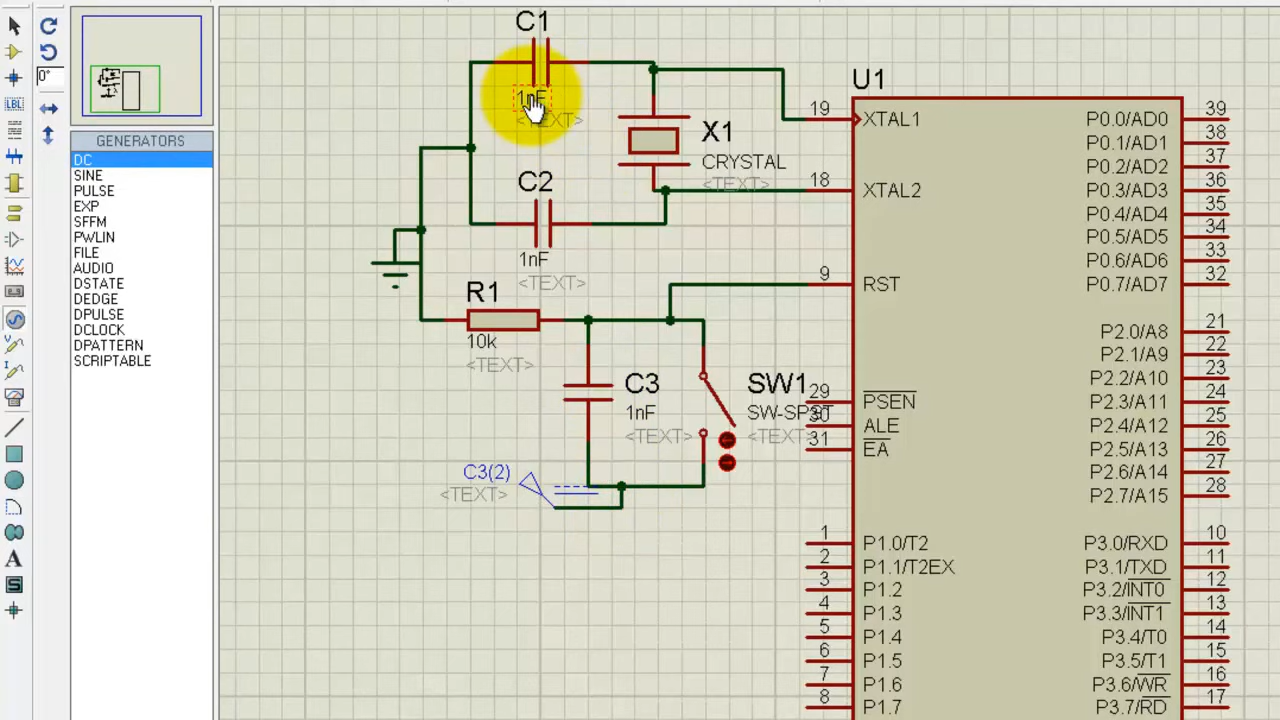 C1
1nF
<TEXT>
0°
LBL
GENERATORS
DC
SINE
PULSE
EXP
SFFM
PWLIN
FILE
AUDIO
DSTATE
DEDGE
DPULSE
DCLOCK
DPATTERN
SCRIPTABLE
A
S
X1
CRYSTAL
<TEXT>
C2
1nF
<TEXT>
R1
10k
<TEXT>
C3
1nF
<TEXT>
SW1
SW-SPST
<TEXT>
C3(2)
<TEXT>
U1
19 XTAL1 P0.0/AD0 39
P0.1/AD1 38
P0.2/AD2 37
18 XTAL2 P0.3/AD3 36
P0.4/AD4 35
P0.5/AD5 34
P0.6/AD6 33
9 RST P0.7/AD7 32
P2.0/A8 21
P2.1/A9 22
P2.2/A10 23
29 PSEN P2.3/A11 24
30 ALE P2.4/A12 25
31 EA P2.5/A13 26
P2.6/A14 27
P2.7/A15 28
1 P1.0/T2 P3.0/RXD 10
2 P1.1/T2EX P3.1/TXD 11
3 P1.2 P3.2/INT0 12
4 P1.3 P3.3/INT1 13
5 P1.4 P3.4/T0 14
6 P1.5 P3.5/T1 15
7 P1.6 P3.6/WR 16
8 P1.7 P3.7/RD 17